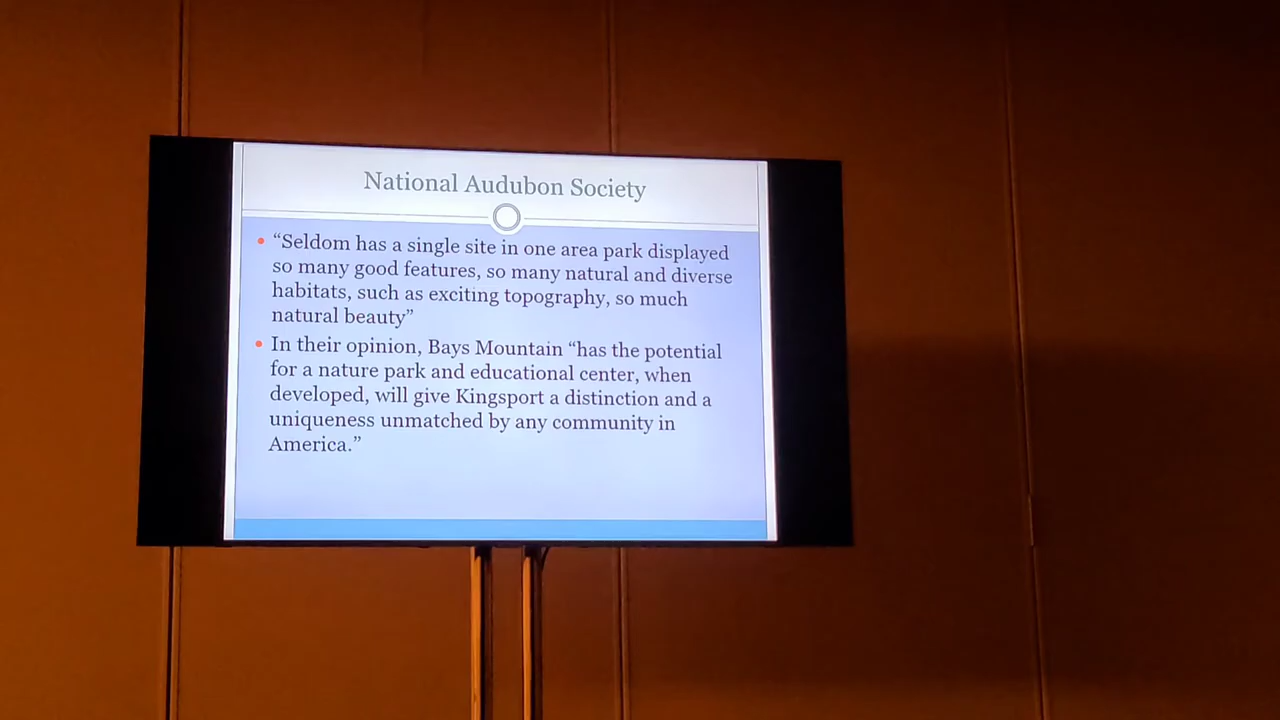 National Audubon Society
• “Seldom has a single site in one area park displayed
so many good features, so many natural and diverse
habitats, such as exciting topography, so much
natural beauty”
• In their opinion, Bays Mountain “has the potential
for a nature park and educational center, when
developed, will give Kingsport a distinction and a
uniqueness unmatched by any community in
America.”